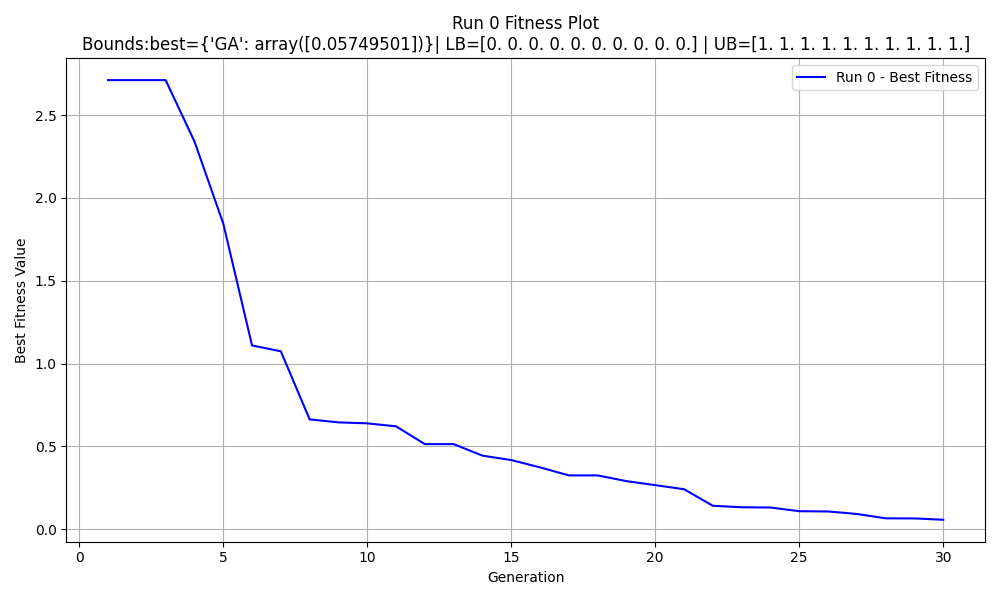 Run 0 Fitness Plot
Bounds:best={'GA': array([0.05749501])}| LB=[0. 0. 0. 0. 0. 0. 0. 0. 0. 0.] | UB=[1. 1. 1. 1. 1. 1. 1. 1. 1. 1.]
Run 0 - Best Fitness
Best Fitness Value
2.5
2.0
1.5
1.0
0.5
0.0
0 5 10 15 20 25 30
Generation